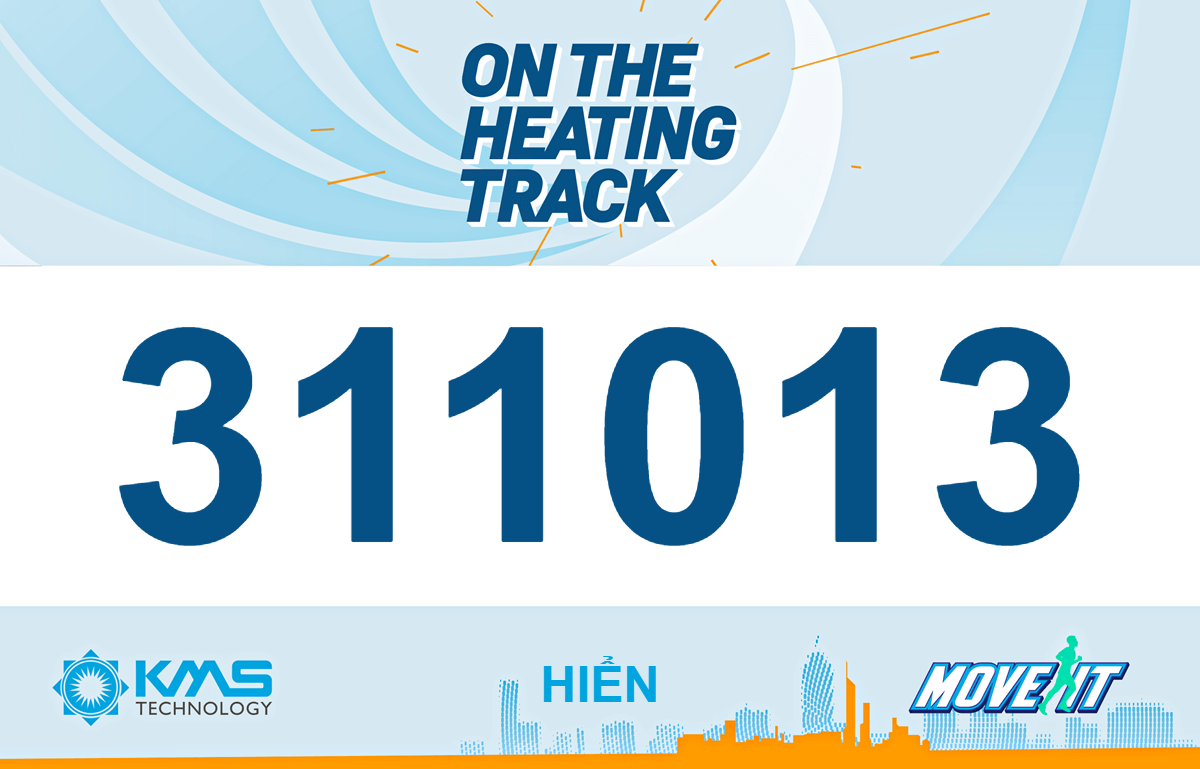 ON THE
HEATING
TRACK
311013
KMS
TECHNOLOGY
HIỂN
MOVE IT